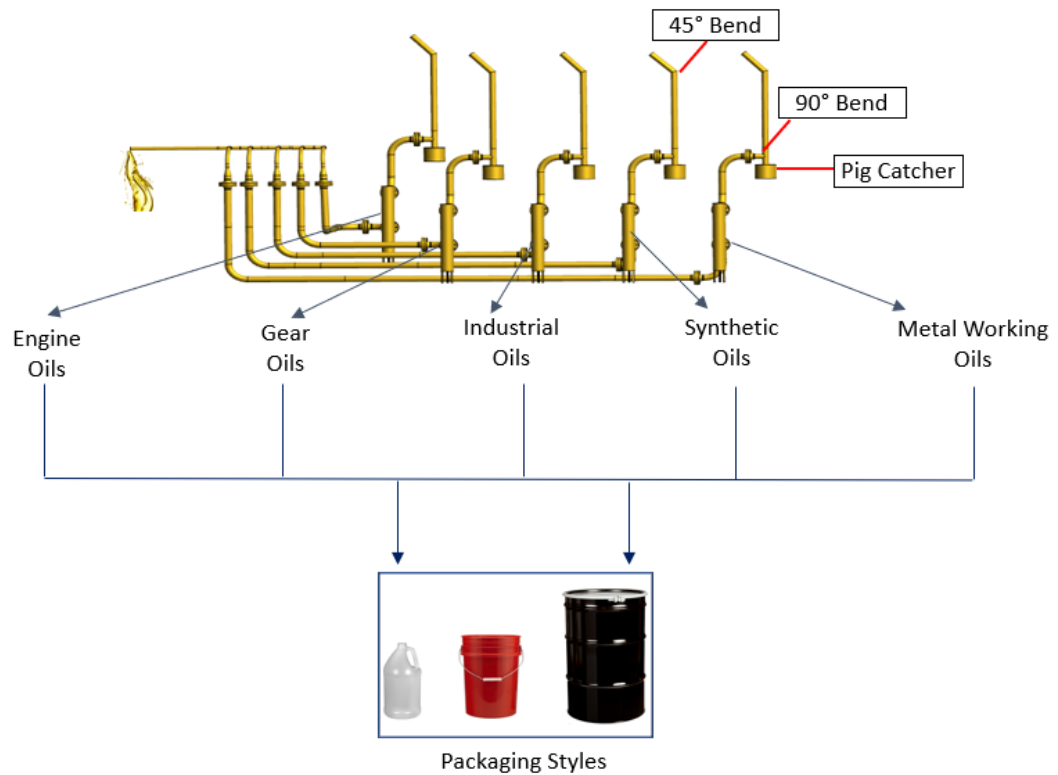 45° Bend
90° Bend
Pig Catcher
Engine
Oils
Gear
Oils
Industrial
Oils
Synthetic
Oils
Metal Working
Oils
Packaging Styles